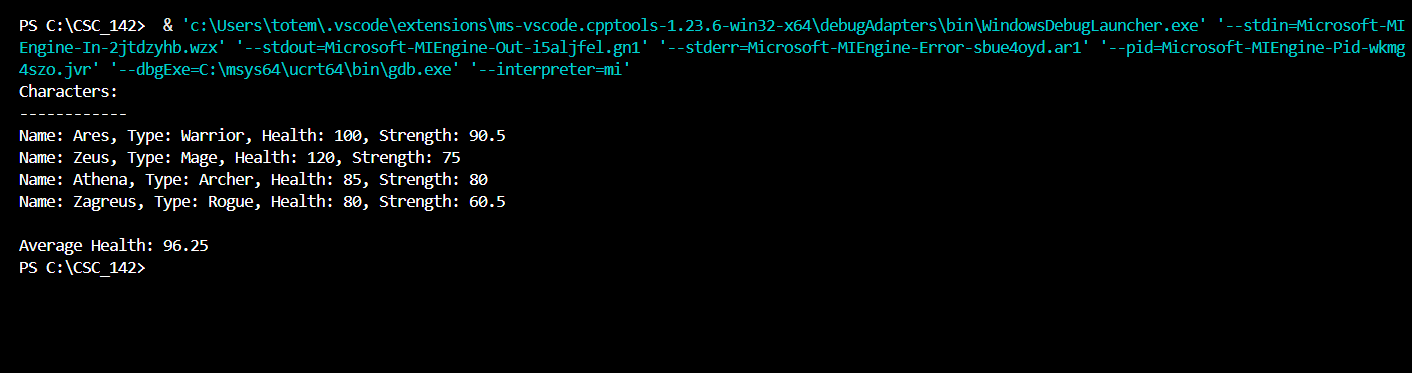 PS C:\CSC_142>  & 'c:\Users\totem\.vscode\extensions\ms-vscode.cpptools-1.23.6-win32-x64\debugAdapters\bin\WindowsDebugLauncher.exe' '--stdin=Microsoft-MI
Engine-In-2jtdzyhb.wzx' '--stdout=Microsoft-MIEngine-Out-i5aljfel.gn1' '--stderr=Microsoft-MIEngine-Error-sbue4oyd.ar1' '--pid=Microsoft-MIEngine-Pid-wkmg
4szo.jvr' '--dbgExe=C:\msys64\ucrt64\bin\gdb.exe' '--interpreter=mi'
Characters:
------------
Name: Ares, Type: Warrior, Health: 100, Strength: 90.5
Name: Zeus, Type: Mage, Health: 120, Strength: 75
Name: Athena, Type: Archer, Health: 85, Strength: 80
Name: Zagreus, Type: Rogue, Health: 80, Strength: 60.5

Average Health: 96.25
PS C:\CSC_142>